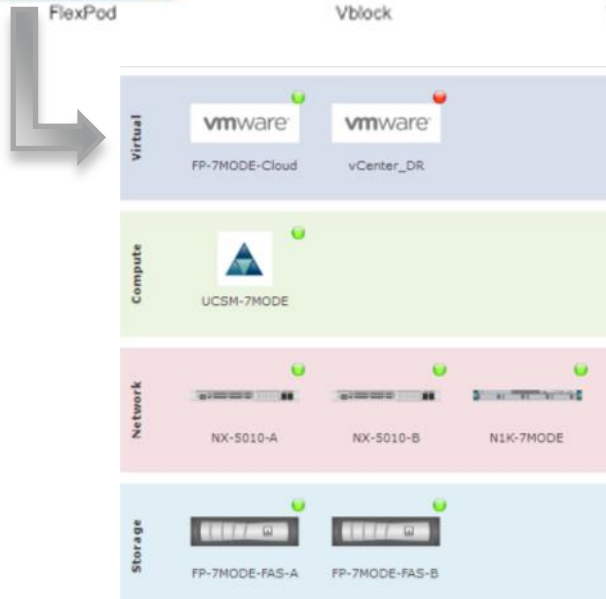 FlexPod Vblock
Virtual
vmware vmware
FP-7MODE-Cloud vCenter_DR
Compute
UCSM-7MODE
Network
NX-5010-A NX-5010-B N1K-7MODE
Storage
FP-7MODE-FAS-A FP-7MODE-FAS-B